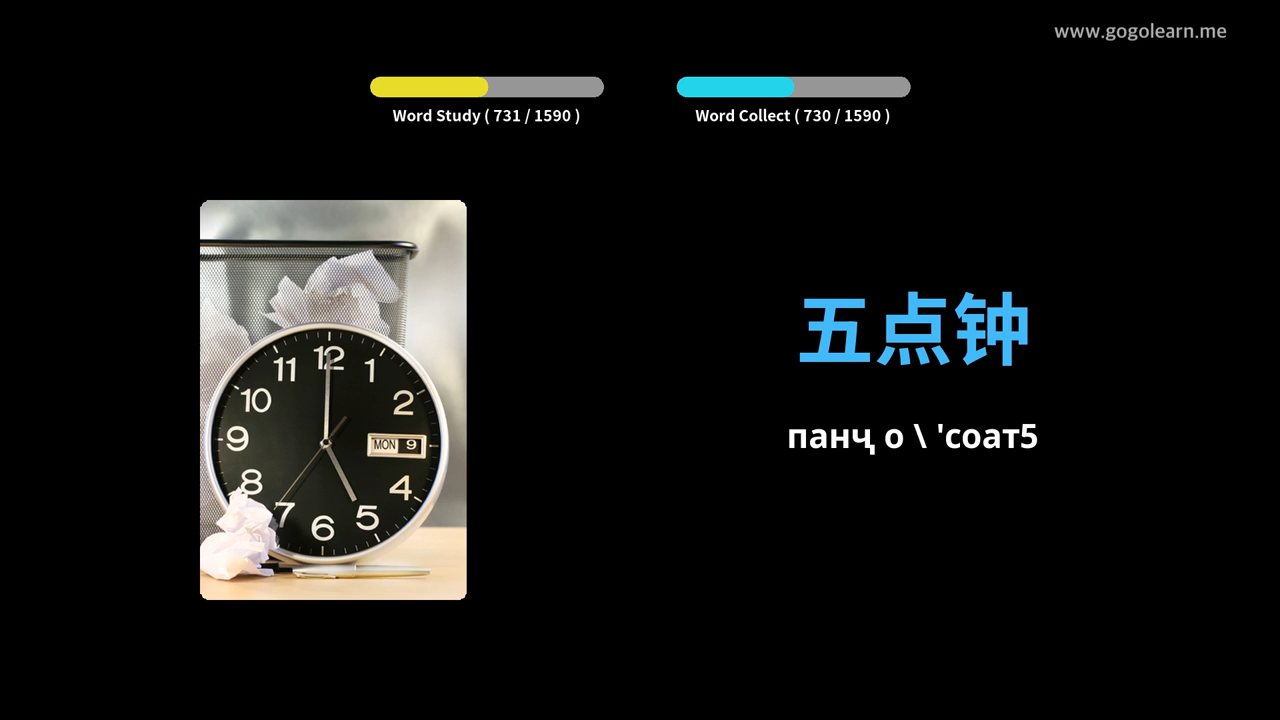 www.gogolearn.me
Word Study ( 731 / 1590 )
Word Collect ( 730 / 1590 )
五点钟
панҷ о \ 'соат5
12
1
2
3
4
5
6
7
8
9
10
11
MON 9